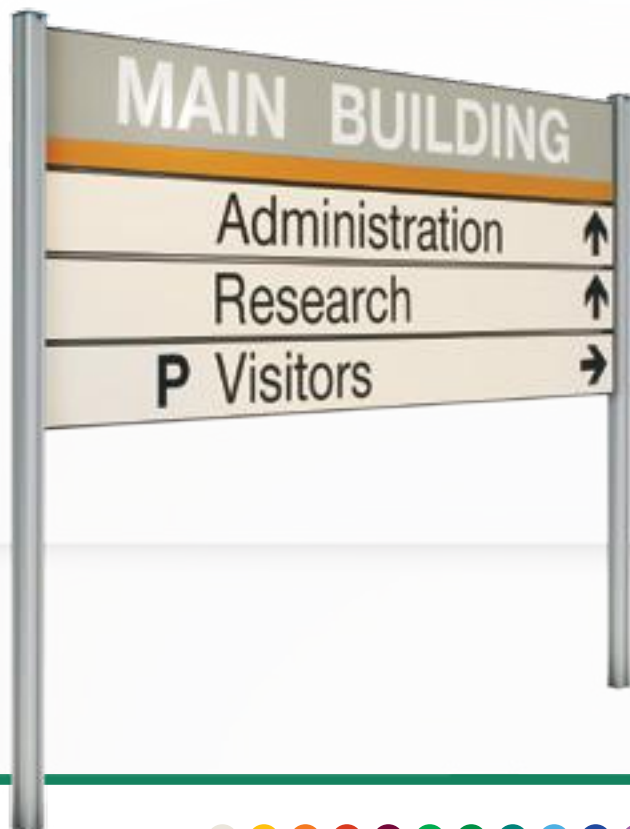 MAIN BUILDING
Administration ↑
Research ↑
P Visitors →